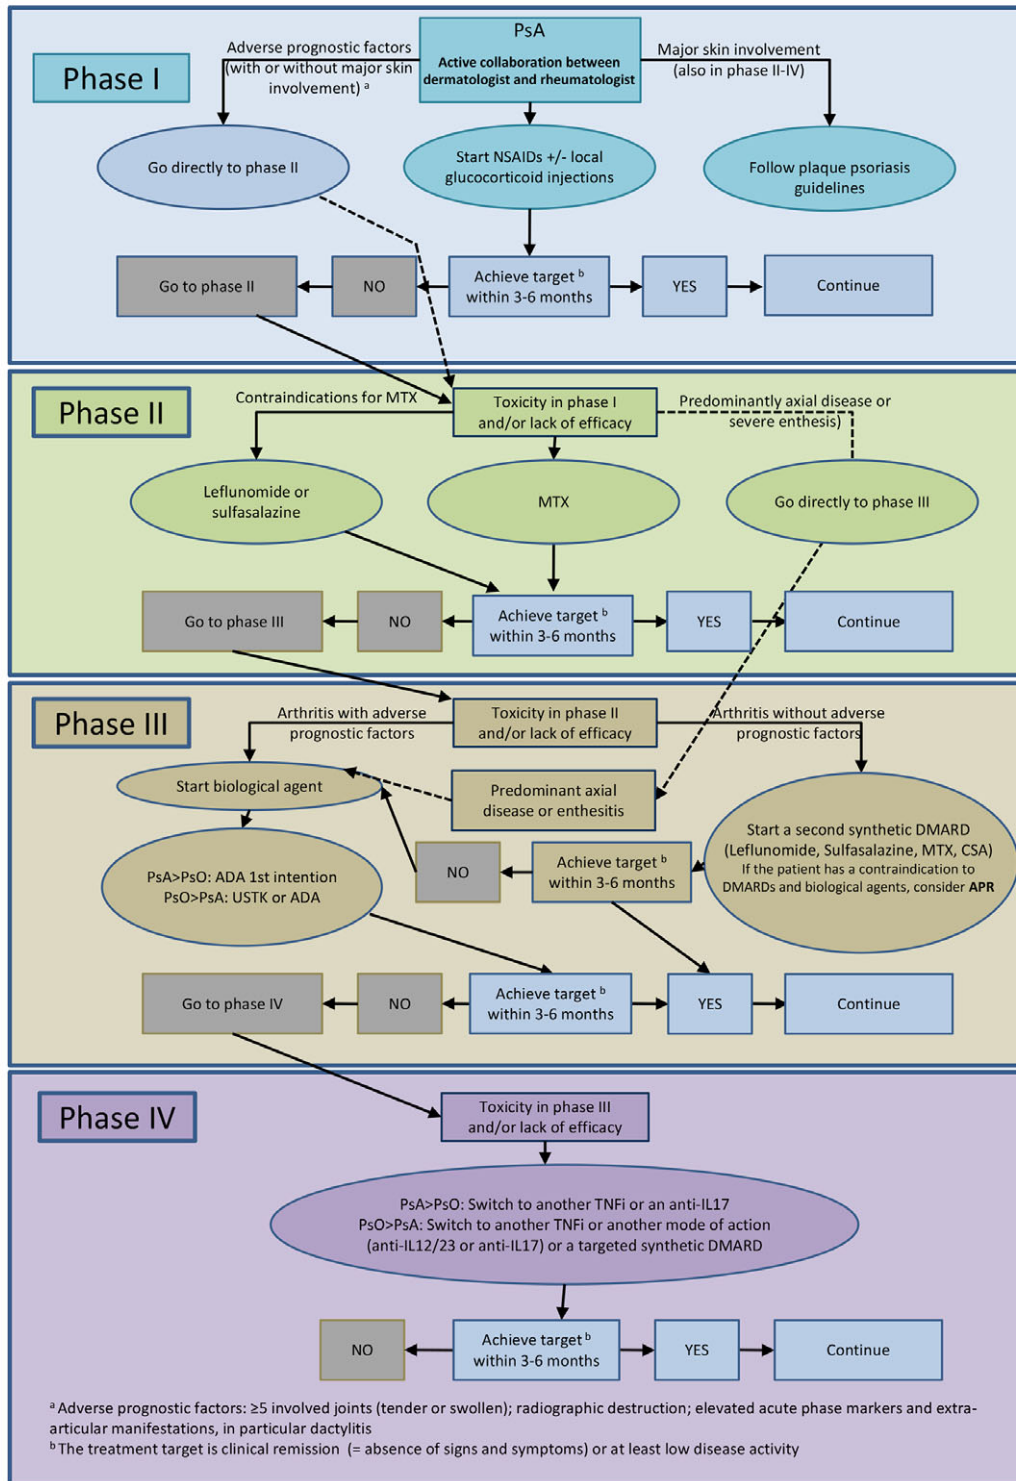 PsA
Active collaboration between
dermatologist and rheumatologist
Adverse prognostic factors
(with or without major skin
involvement) a
Major skin involvement
(also in phase II-IV)
Phase I
Go directly to phase II
Start NSAIDs +/- local
glucocorticoid injections
Follow plaque psoriasis
guidelines
Go to phase II
NO
Achieve target b
within 3-6 months
YES
Continue
Phase II
Contraindications for MTX
Toxicity in phase I
and/or lack of efficacy
Predominantly axial disease or
severe enthesis)
Leflunomide or
sulfasalazine
MTX
Go directly to phase III
Go to phase III
NO
Achieve target b
within 3-6 months
YES
Continue
Phase III
Arthritis with adverse
prognostic factors
Toxicity in phase II
and/or lack of efficacy
Arthritis without adverse
prognostic factors
Start biological agent
Predominant axial
disease or enthesitis
Start a second synthetic DMARD
(Leflunomide, Sulfasalazine, MTX, CSA)
If the patient has a contraindication to
DMARDs and biological agents, consider APR
PsA>PsO: ADA 1st intention
PsO>PsA: USTK or ADA
NO
Achieve target b
within 3-6 months
Go to phase IV
NO
Achieve target b
within 3-6 months
YES
Continue
Phase IV
Toxicity in phase III
and/or lack of efficacy
PsA>PsO: Switch to another TNFi or an anti-IL17
PsO>PsA: Switch to another TNFi or another mode of action
(anti-IL12/23 or anti-IL17) or a targeted synthetic DMARD
NO
Achieve target b
within 3-6 months
YES
Continue
a Adverse prognostic factors: ≥5 involved joints (tender or swollen); radiographic destruction; elevated acute phase markers and extra-
articular manifestations, in particular dactylitis
b The treatment target is clinical remission (= absence of signs and symptoms) or at least low disease activity